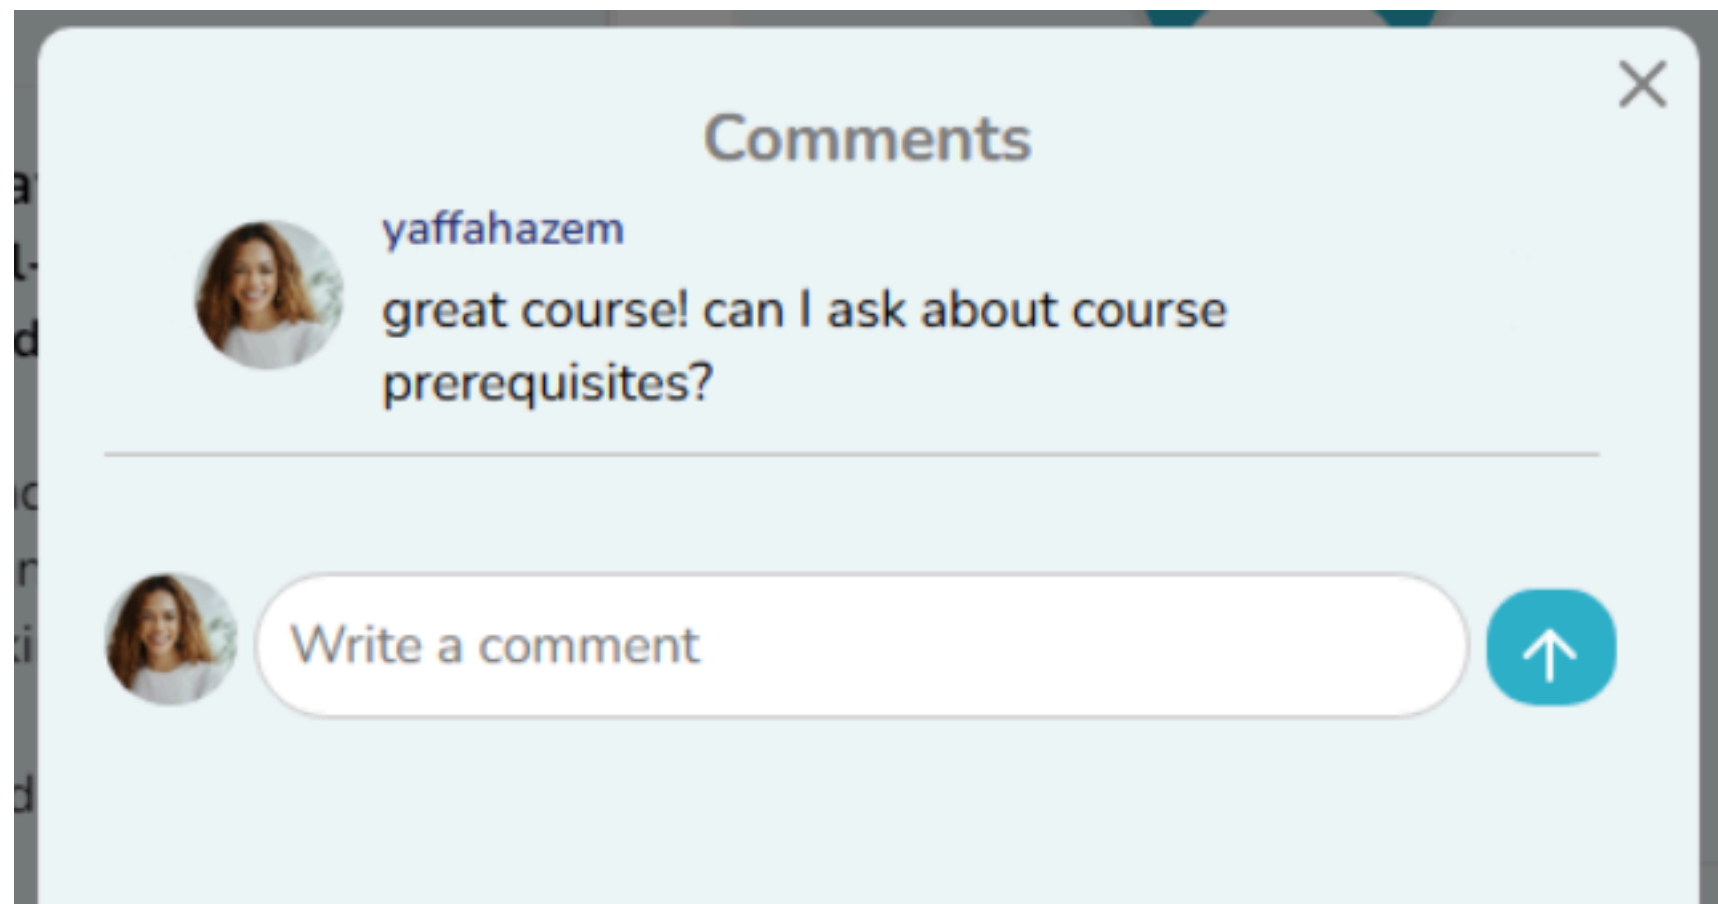 Comments
yaffahazem
great course! can I ask about course
prerequisites?
Write a comment